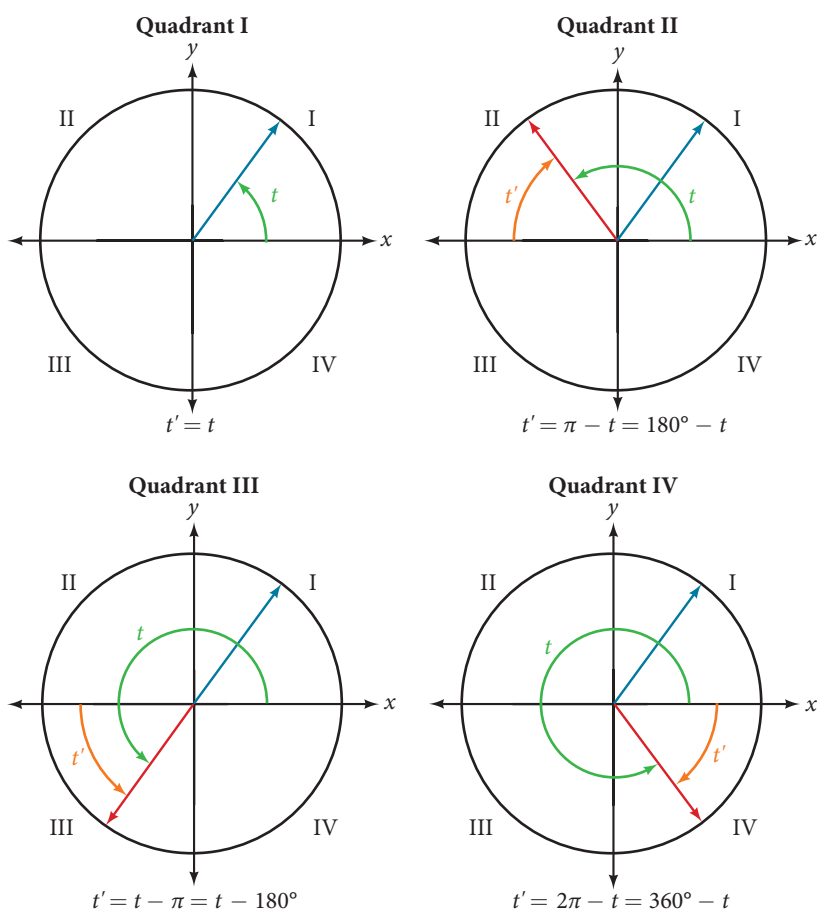 Quadrant I
y
II
I
t
x
III
IV
t′ = t
Quadrant II
y
II
I
t′
t
x
III
IV
t′ = π − t = 180° − t
Quadrant III
y
II
I
t
x
t′
III
IV
t′ = t − π = t − 180°
Quadrant IV
y
II
I
t
x
t′
III
IV
t′ = 2π − t = 360° − t